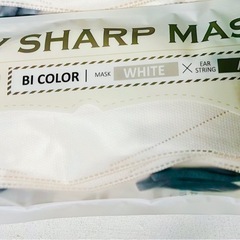 Y SHARP MAS
BI COLOR MASK WHITE × EAR STRING